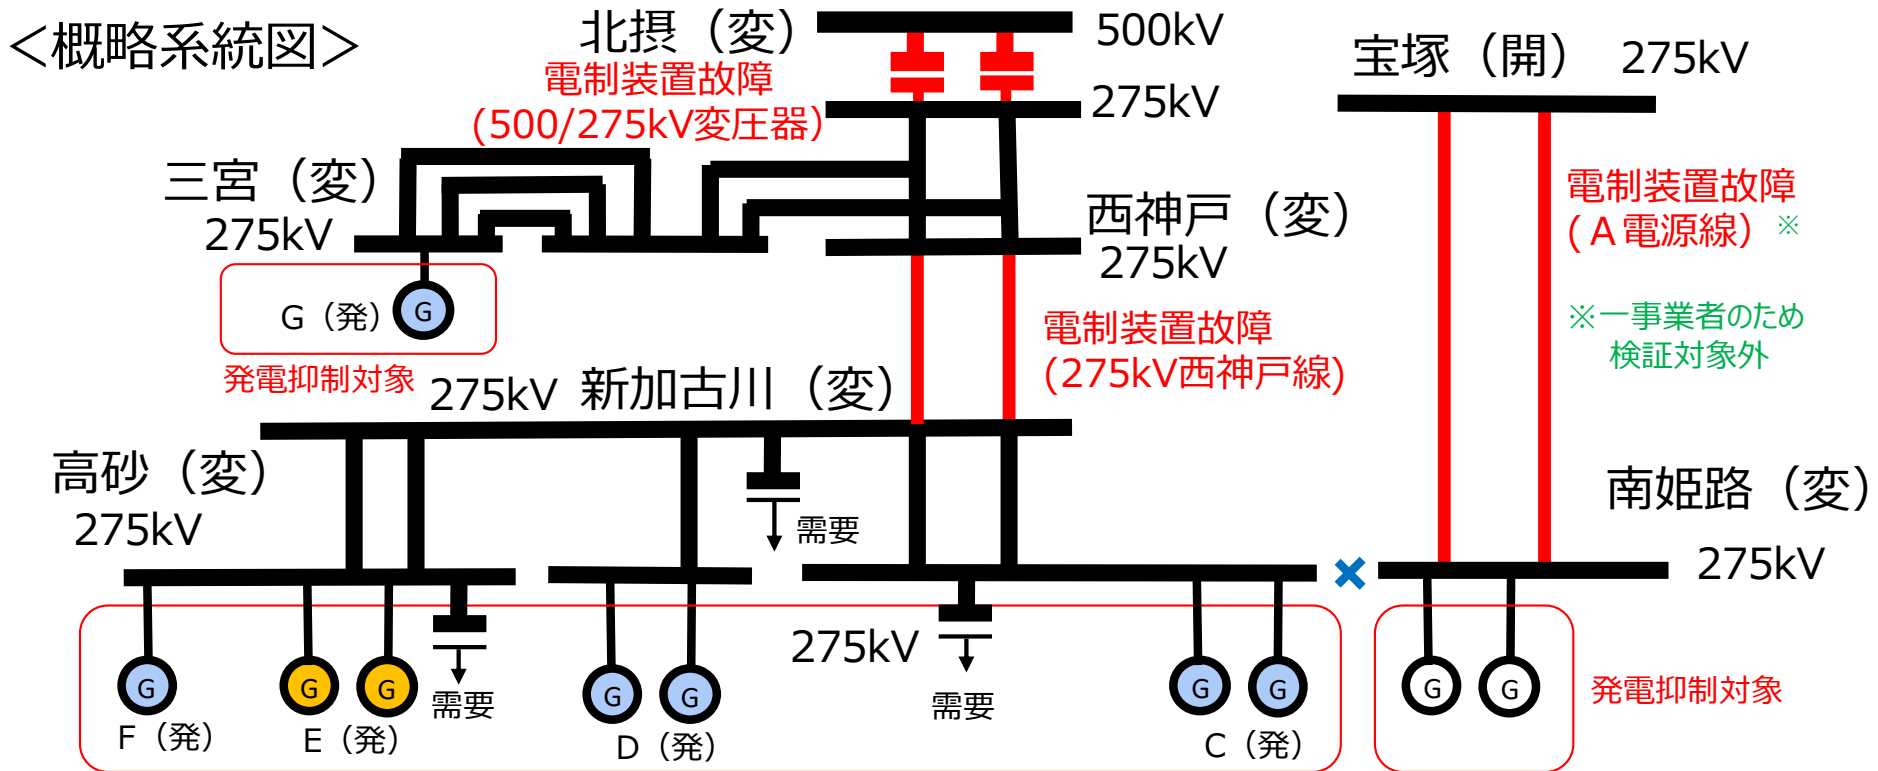 ＜概略系統図＞
北摂（変）
500kV
宝塚（開） 275kV
電制装置故障
(500/275kV変圧器）
275kV
三宮（変）
275kV
西神戸（変）
275kV
電制装置故障
(Ａ電源線）※
G（発）
G
発電抑制対象
電制装置故障
(275kV西神戸線)
※一事業者のため
検証対象外
275kV 新加古川（変）
高砂（変）
275kV
需要
南姫路（変）
275kV
275kV
G
G
G
需要
G
G
需要
G
G
G
G
発電抑制対象
F（発）
E（発）
D（発）
C（発）